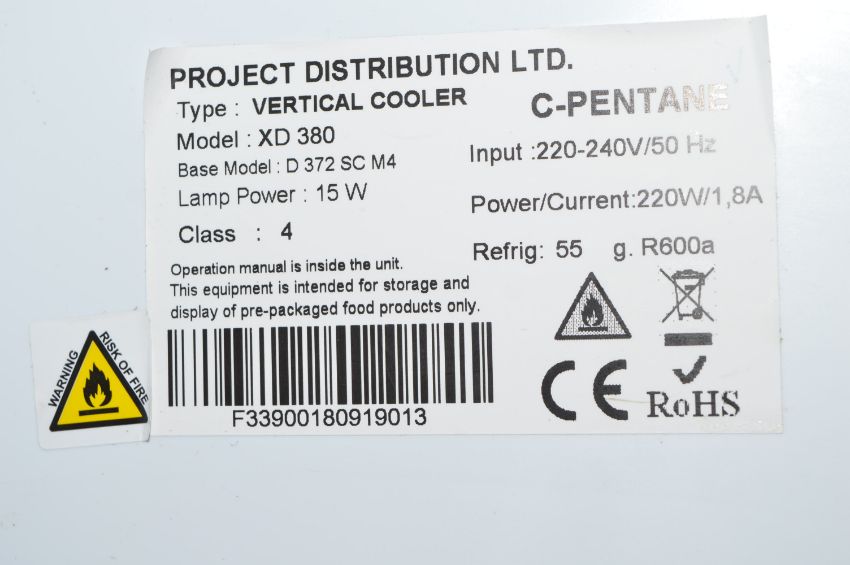 PROJECT DISTRIBUTION LTD.
Type : VERTICAL COOLER
C-PENTANE
Model : XD 380
Base Model : D 372 SC M4
Input :220-240V/50 Hz
Lamp Power : 15 W
Power/Current:220W/1,8A
Class : 4
Refrig: 55 g. R600a
Operation manual is inside the unit.
This equipment is intended for storage and
display of pre-packaged food products only.
WARNING
RISK OF FIRE
CE
RoHS
F33900180919013